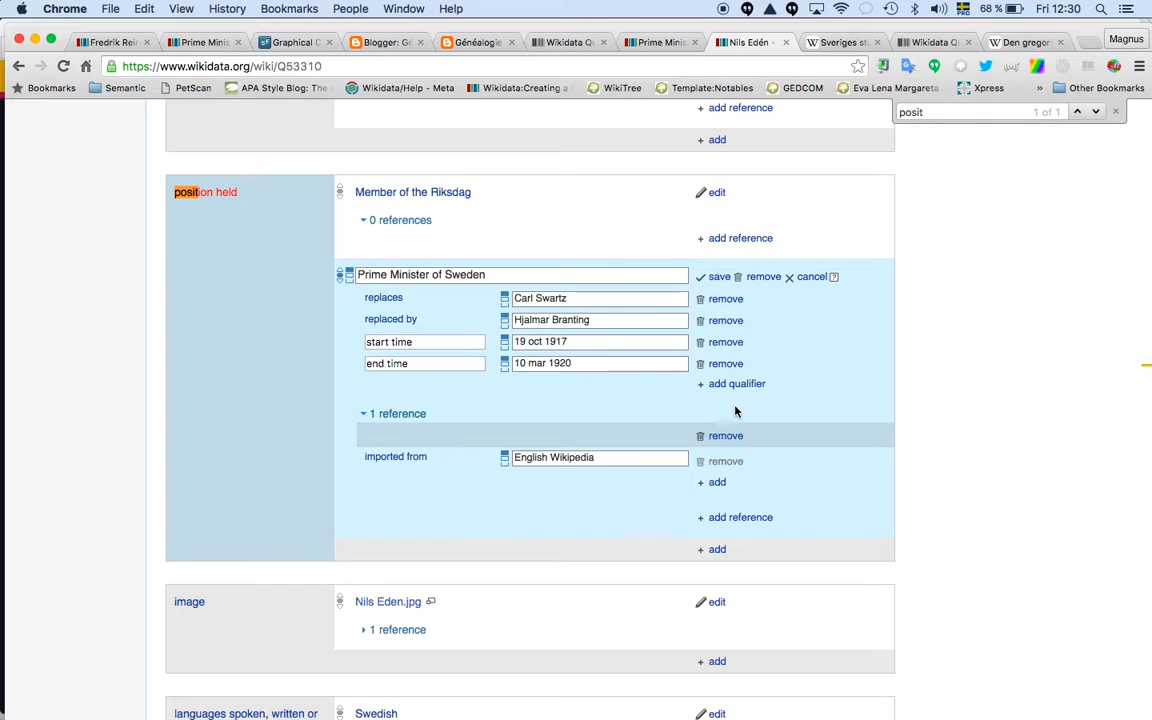 Chrome File Edit View History Bookmarks People Window Help 68 % Fri 12:30
Fredrik Rei Prime Minis Graphical C Blogger: Ge Généalogie Wikidata Q Prime Minis Nils Edén - Sveriges st Wikidata Q Den gregor Magnus
https://www.wikidata.org/wiki/Q53310
Bookmarks Semantic PetScan APA Style Blog: The Wikidata/Help - Meta Wikidata:Creating a WikiTree Template:Notables GEDCOM Eva Lena Margareta Xpress » Other Bookmarks
posit 1 of 1
+ add reference
+ add
position held Member of the Riksdag edit
0 references
+ add reference
Prime Minister of Sweden save remove cancel [?]
replaces Carl Swartz remove
replaced by Hjalmar Branting remove
start time 19 oct 1917 remove
end time 10 mar 1920 remove
+ add qualifier
1 reference
remove
imported from English Wikipedia remove
+ add
+ add reference
+ add
image Nils Eden.jpg edit
1 reference
+ add
languages spoken, written or Swedish edit